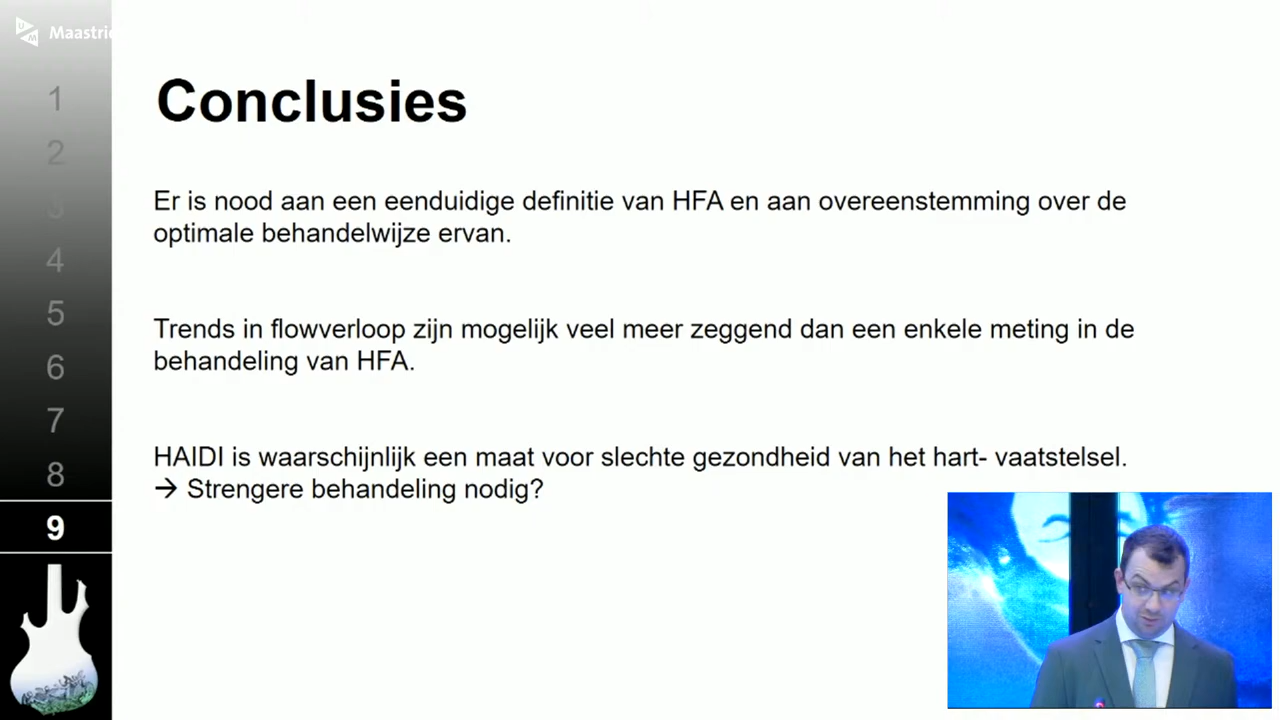 UM
Maastri
1
2
3
4
5
6
7
8
9
Conclusies
Er is nood aan een eenduidige definitie van HFA en aan overeenstemming over de
optimale behandelwijze ervan.
Trends in flowverloop zijn mogelijk veel meer zeggend dan een enkele meting in de
behandeling van HFA.
HAIDI is waarschijnlijk een maat voor slechte gezondheid van het hart- vaatstelsel.
→ Strengere behandeling nodig?